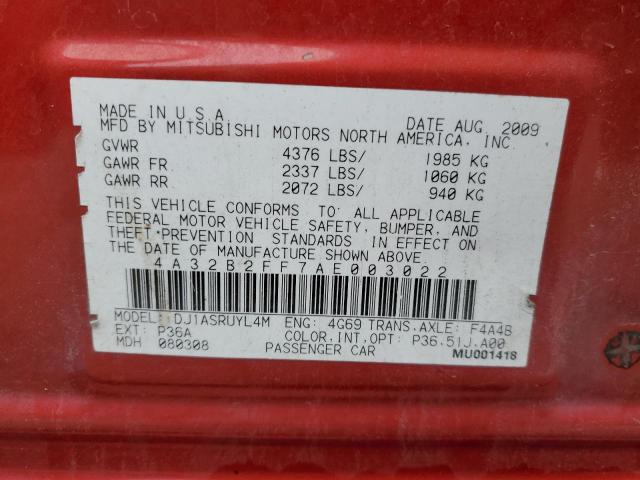 MADE IN U S A DATE AUG. 2009
MFD BY MITSUBISHI MOTORS NORTH AMERICA, INC
GVWR 4376 LBS/ 1985 KG
GAWR FR 2337 LBS/ 1060 KG
GAWR RR 2072 LBS/ 940 KG
THIS VEHICLE CONFORMS TO ALL APPLICABLE
FEDERAL MOTOR VEHICLE SAFETY, BUMPER, AND
THEFT PREVENTION STANDARDS IN EFFECT ON
THE DATE OF MANUFACTURE SHOWN ABOVE
4A32B2FF7AE003022
MODEL: DJ1ASRUYL4M ENG: 4G69 TRANS.AXLE: F4A4B
EXT: P36A COLOR,INT,OPT: P36.51J.A00
MDH 080308 PASSENGER CAR MU001418